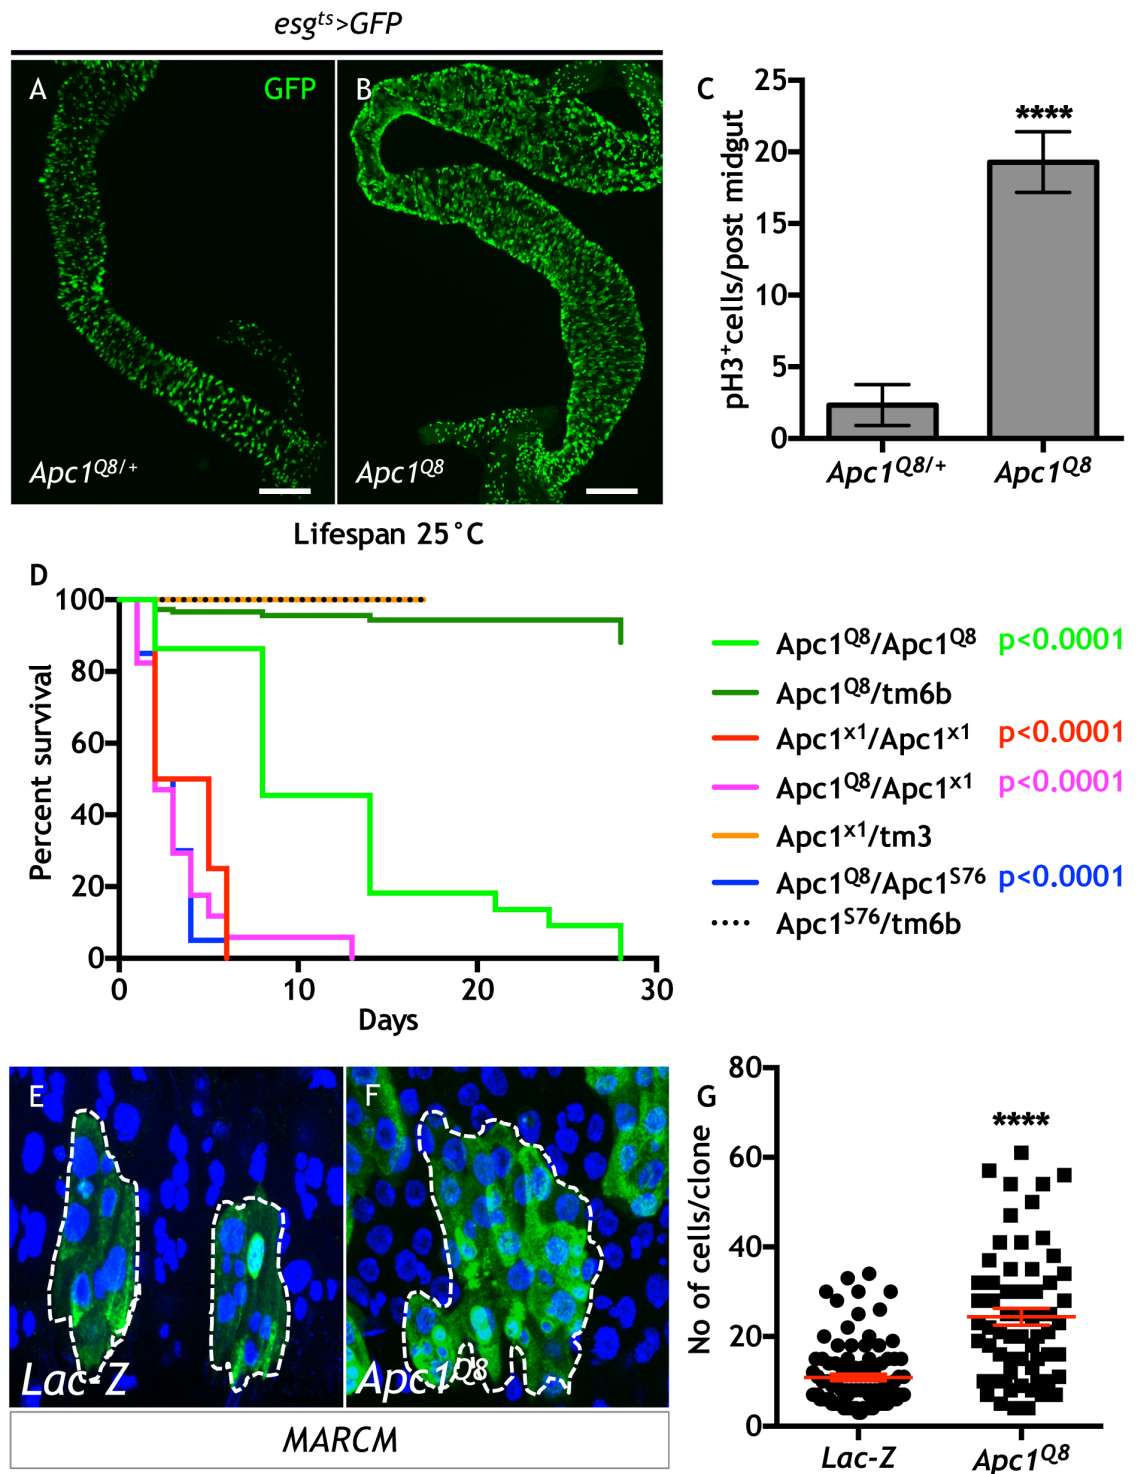 esgᵗˢ>GFP
A
GFP
B
Apc1Q8/+
Apc1Q8
C
pH3+cells/post midgut
25
20
15
10
5
0
****
Apc1Q8/+
Apc1Q8
Lifespan 25°C
D
Percent survival
100
80
60
40
20
0
0 10 20 30
Days
Apc1Q8/Apc1Q8 p<0.0001
Apc1Q8/tm6b
Apc1x1/Apc1x1 p<0.0001
Apc1Q8/Apc1x1 p<0.0001
Apc1x1/tm3
Apc1Q8/Apc1S76 p<0.0001
Apc1S76/tm6b
E
Lac-Z
F
Apc1Q8
MARCM
G
No of cells/clone
80
60
40
20
0
****
Lac-Z
Apc1Q8